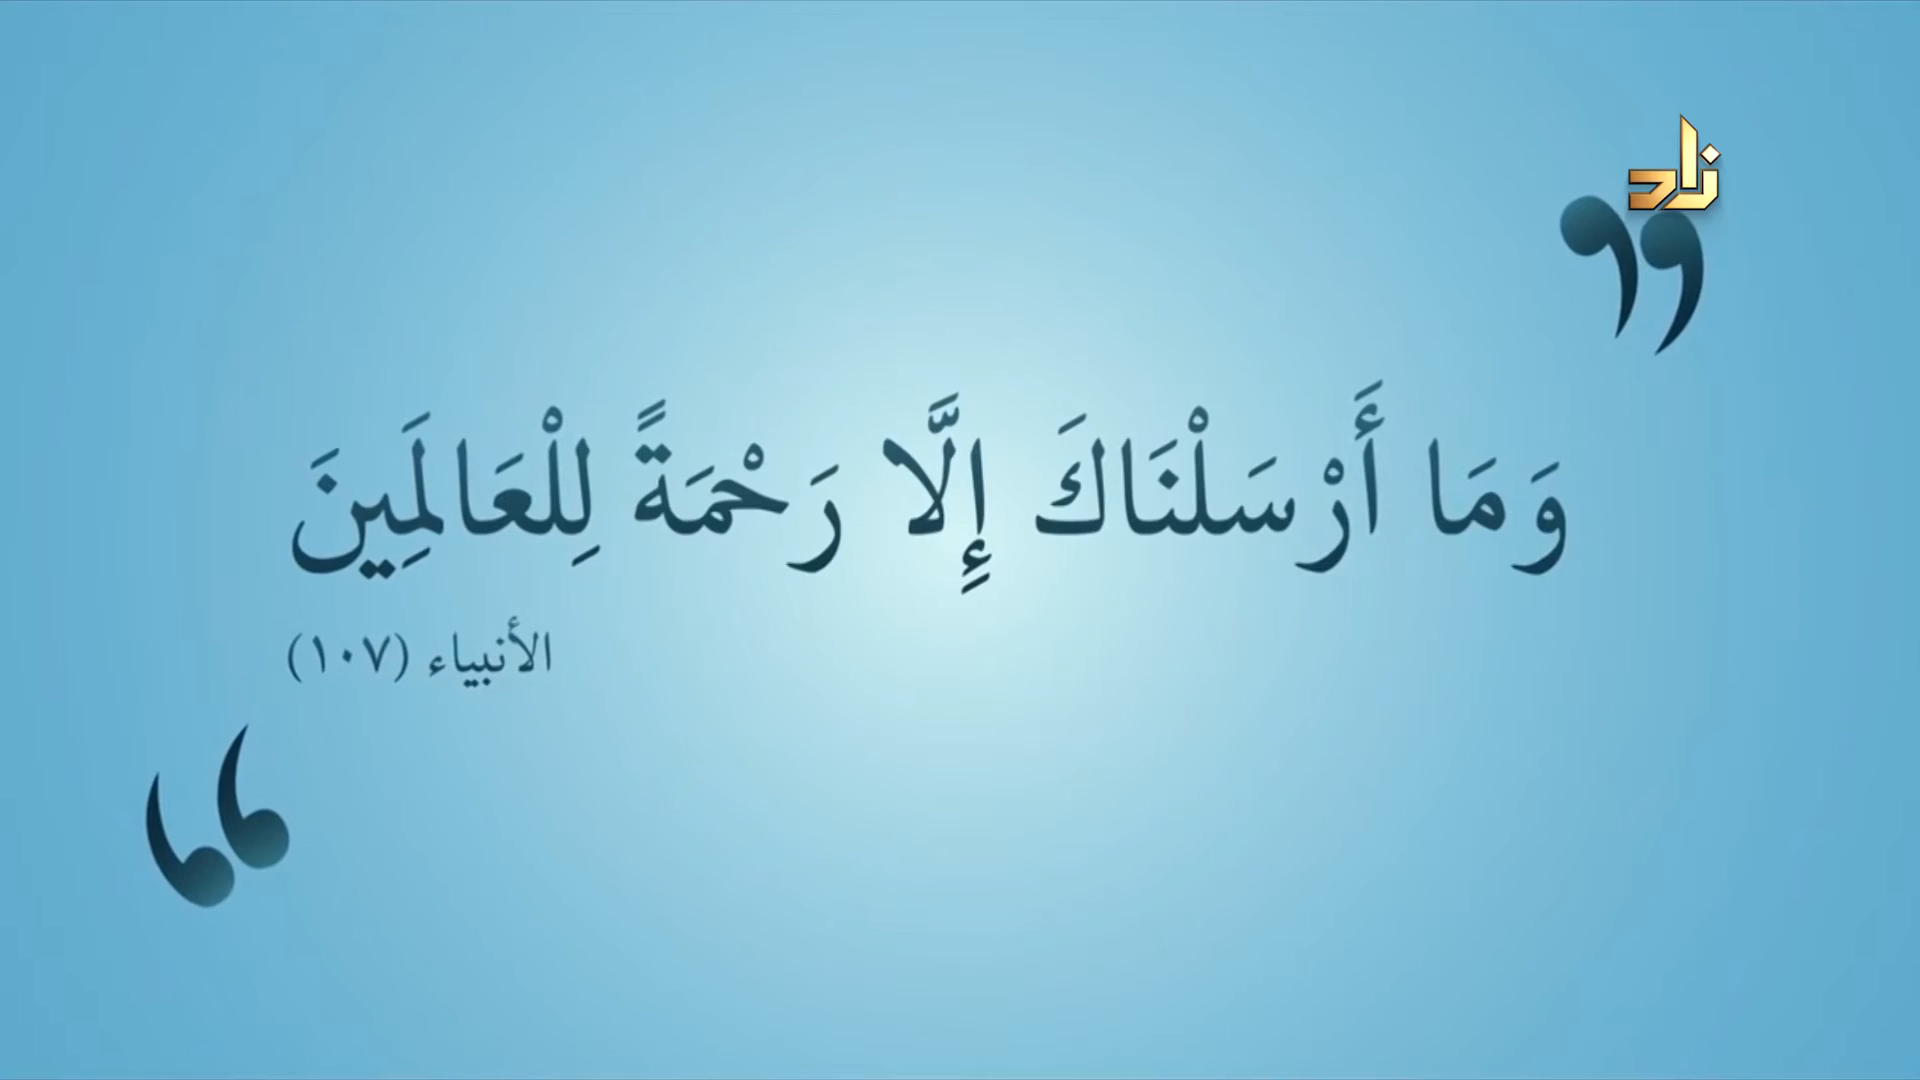 زاد
وَمَا أَرْسَلْنَاكَ إِلَّا رَحْمَةً لِلْعَالَمِينَ
الأنبياء (١٠٧)